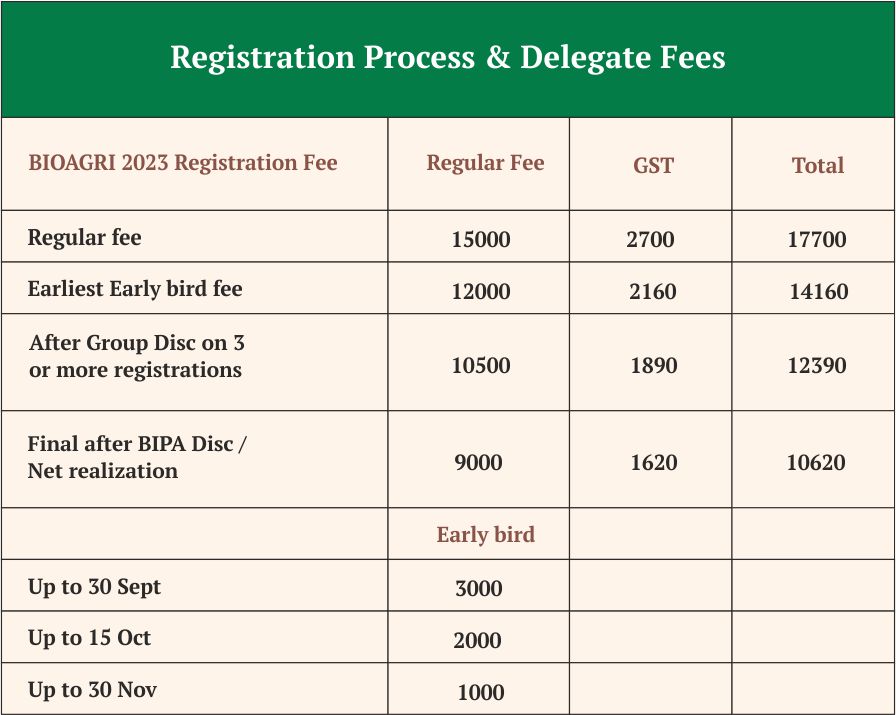 Registration Process & Delegate Fees
BIOAGRI 2023 Registration Fee Regular Fee GST Total
Regular fee 15000 2700 17700
Earliest Early bird fee 12000 2160 14160
After Group Disc on 3
or more registrations 10500 1890 12390
Final after BIPA Disc /
Net realization 9000 1620 10620
Early bird
Up to 30 Sept 3000
Up to 15 Oct 2000
Up to 30 Nov 1000